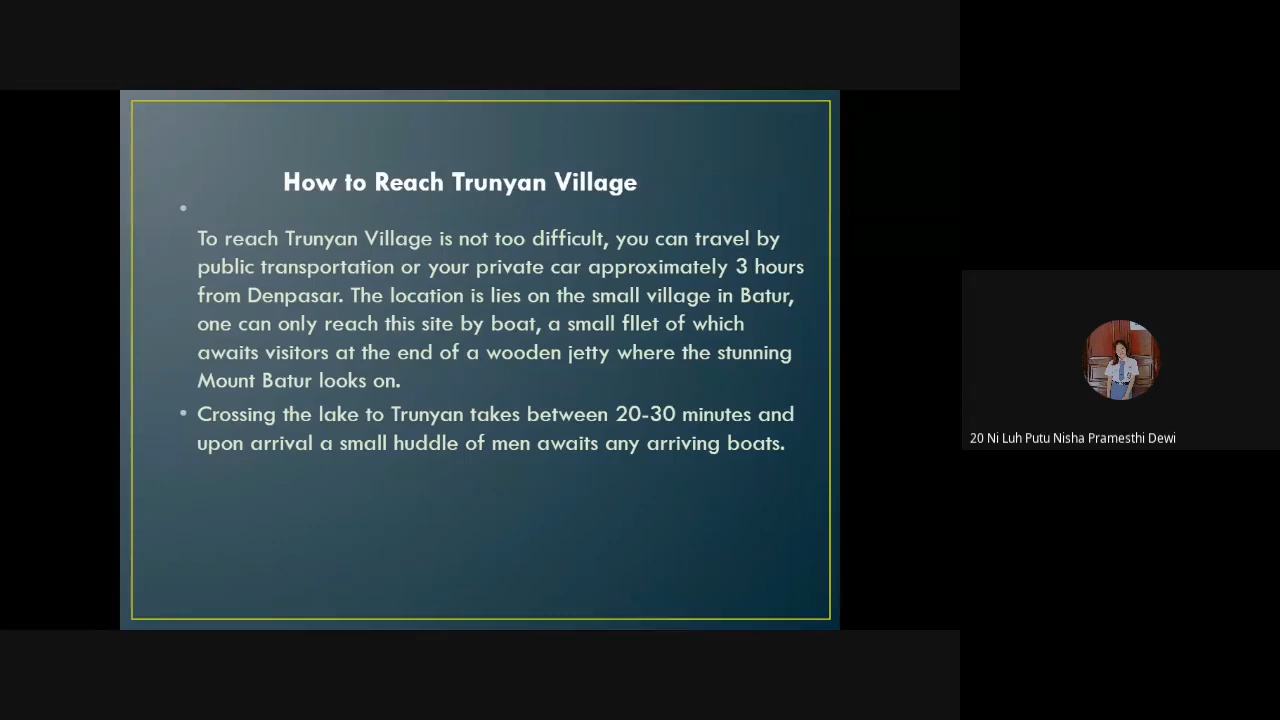 How to Reach Trunyan Village
To reach Trunyan Village is not too difficult, you can travel by
public transportation or your private car approximately 3 hours
from Denpasar. The location is lies on the small village in Batur,
one can only reach this site by boat, a small fllet of which
awaits visitors at the end of a wooden jetty where the stunning
Mount Batur looks on.
• Crossing the lake to Trunyan takes between 20-30 minutes and
upon arrival a small huddle of men awaits any arriving boats.
20 Ni Luh Putu Nisha Pramesthi Dewi